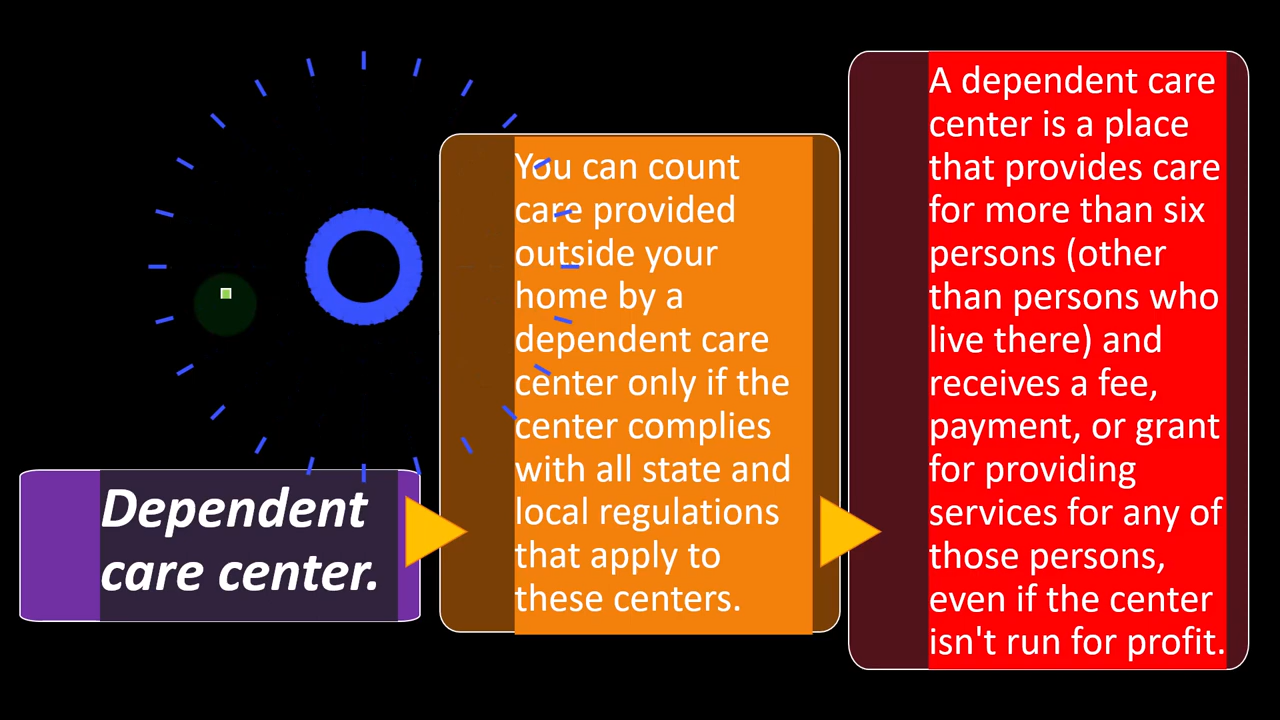 Dependent
care center.
You can count
care provided
outside your
home by a
dependent care
center only if the
center complies
with all state and
local regulations
that apply to
these centers.
A dependent care
center is a place
that provides care
for more than six
persons (other
than persons who
live there) and
receives a fee,
payment, or grant
for providing
services for any of
those persons,
even if the center
isn't run for profit.